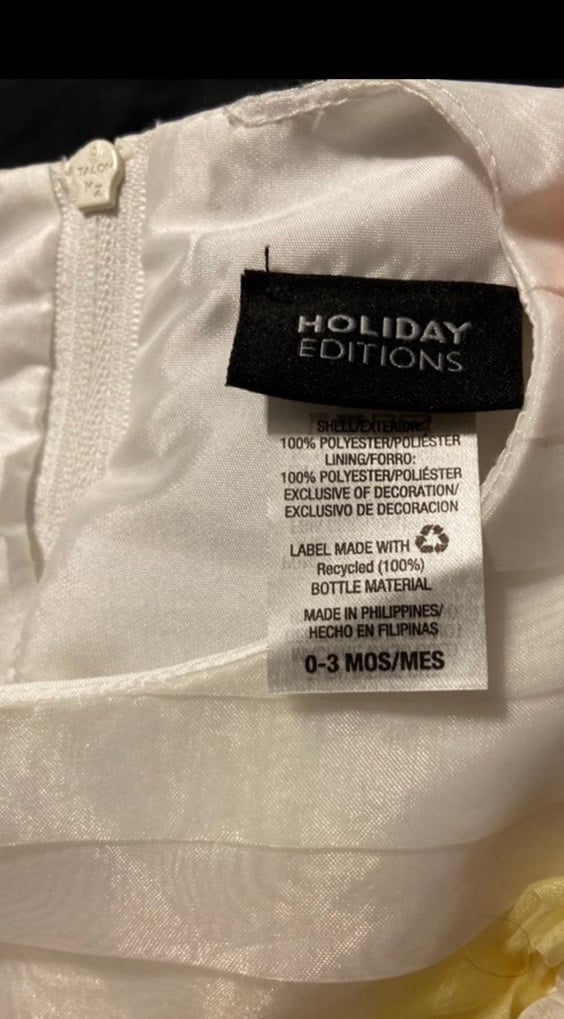 TALON
HOLIDAY
EDITIONS
SHELL/EXTERIOR:
100% POLYESTER/POLIÉSTER
LINING/FORRO:
100% POLYESTER/POLIÉSTER
EXCLUSIVE OF DECORATION/
EXCLUSIVO DE DECORACION
LABEL MADE WITH
Recycled (100%)
BOTTLE MATERIAL
MADE IN PHILIPPINES/
HECHO EN FILIPINAS
0-3 MOS/MES